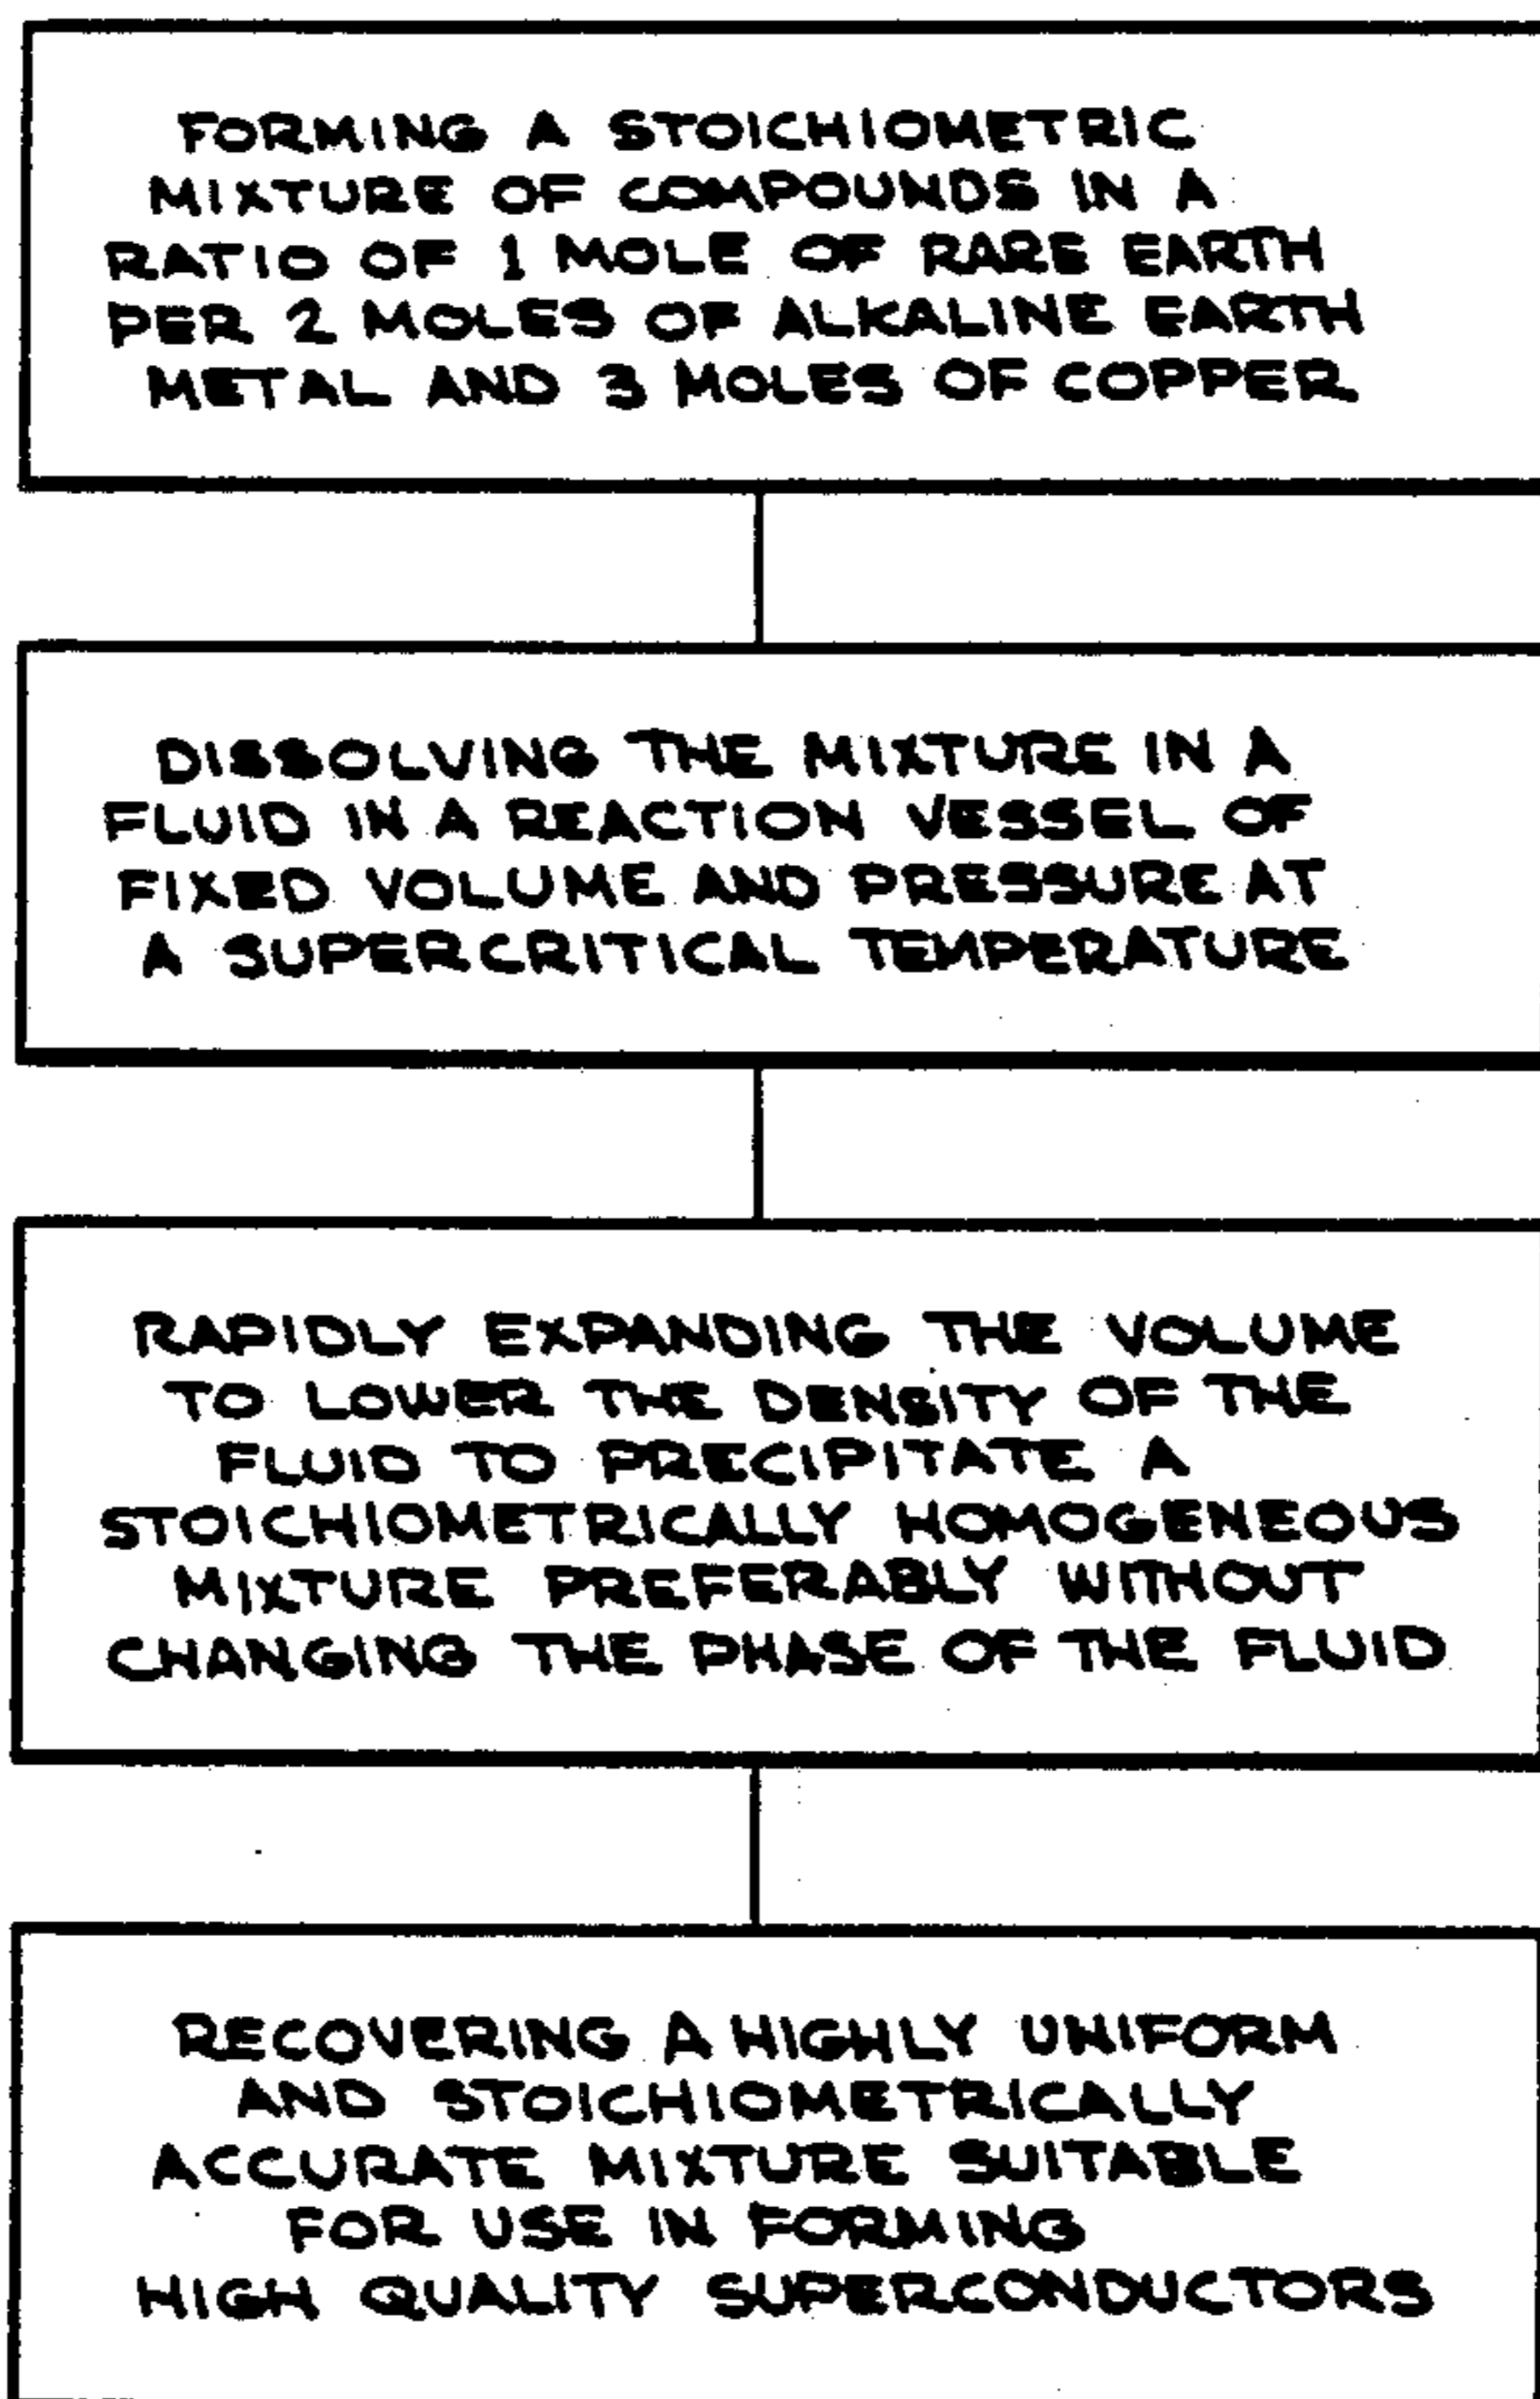 FORMING A STOICHIOMETRIC
MIXTURE OF COMPOUNDS IN A
RATIO OF 1 MOLE OF RARE EARTH
PER 2 MOLES OF ALKALINE EARTH
METAL AND 3 MOLES OF COPPER
DISSOLVING THE MIXTURE IN A
FLUID IN A REACTION VESSEL OF
FIXED VOLUME AND PRESSURE AT
A SUPERCRITICAL TEMPERATURE
RAPIDLY EXPANDING THE VOLUME
TO LOWER THE DENSITY OF THE
FLUID TO PRECIPITATE A
STOICHIOMETRICALLY HOMOGENEOUS
MIXTURE PREFERABLY WITHOUT
CHANGING THE PHASE OF THE FLUID
RECOVERING A HIGHLY UNIFORM
AND STOICHIOMETRICALLY
ACCURATE MIXTURE SUITABLE
FOR USE IN FORMING
HIGH QUALITY SUPERCONDUCTORS